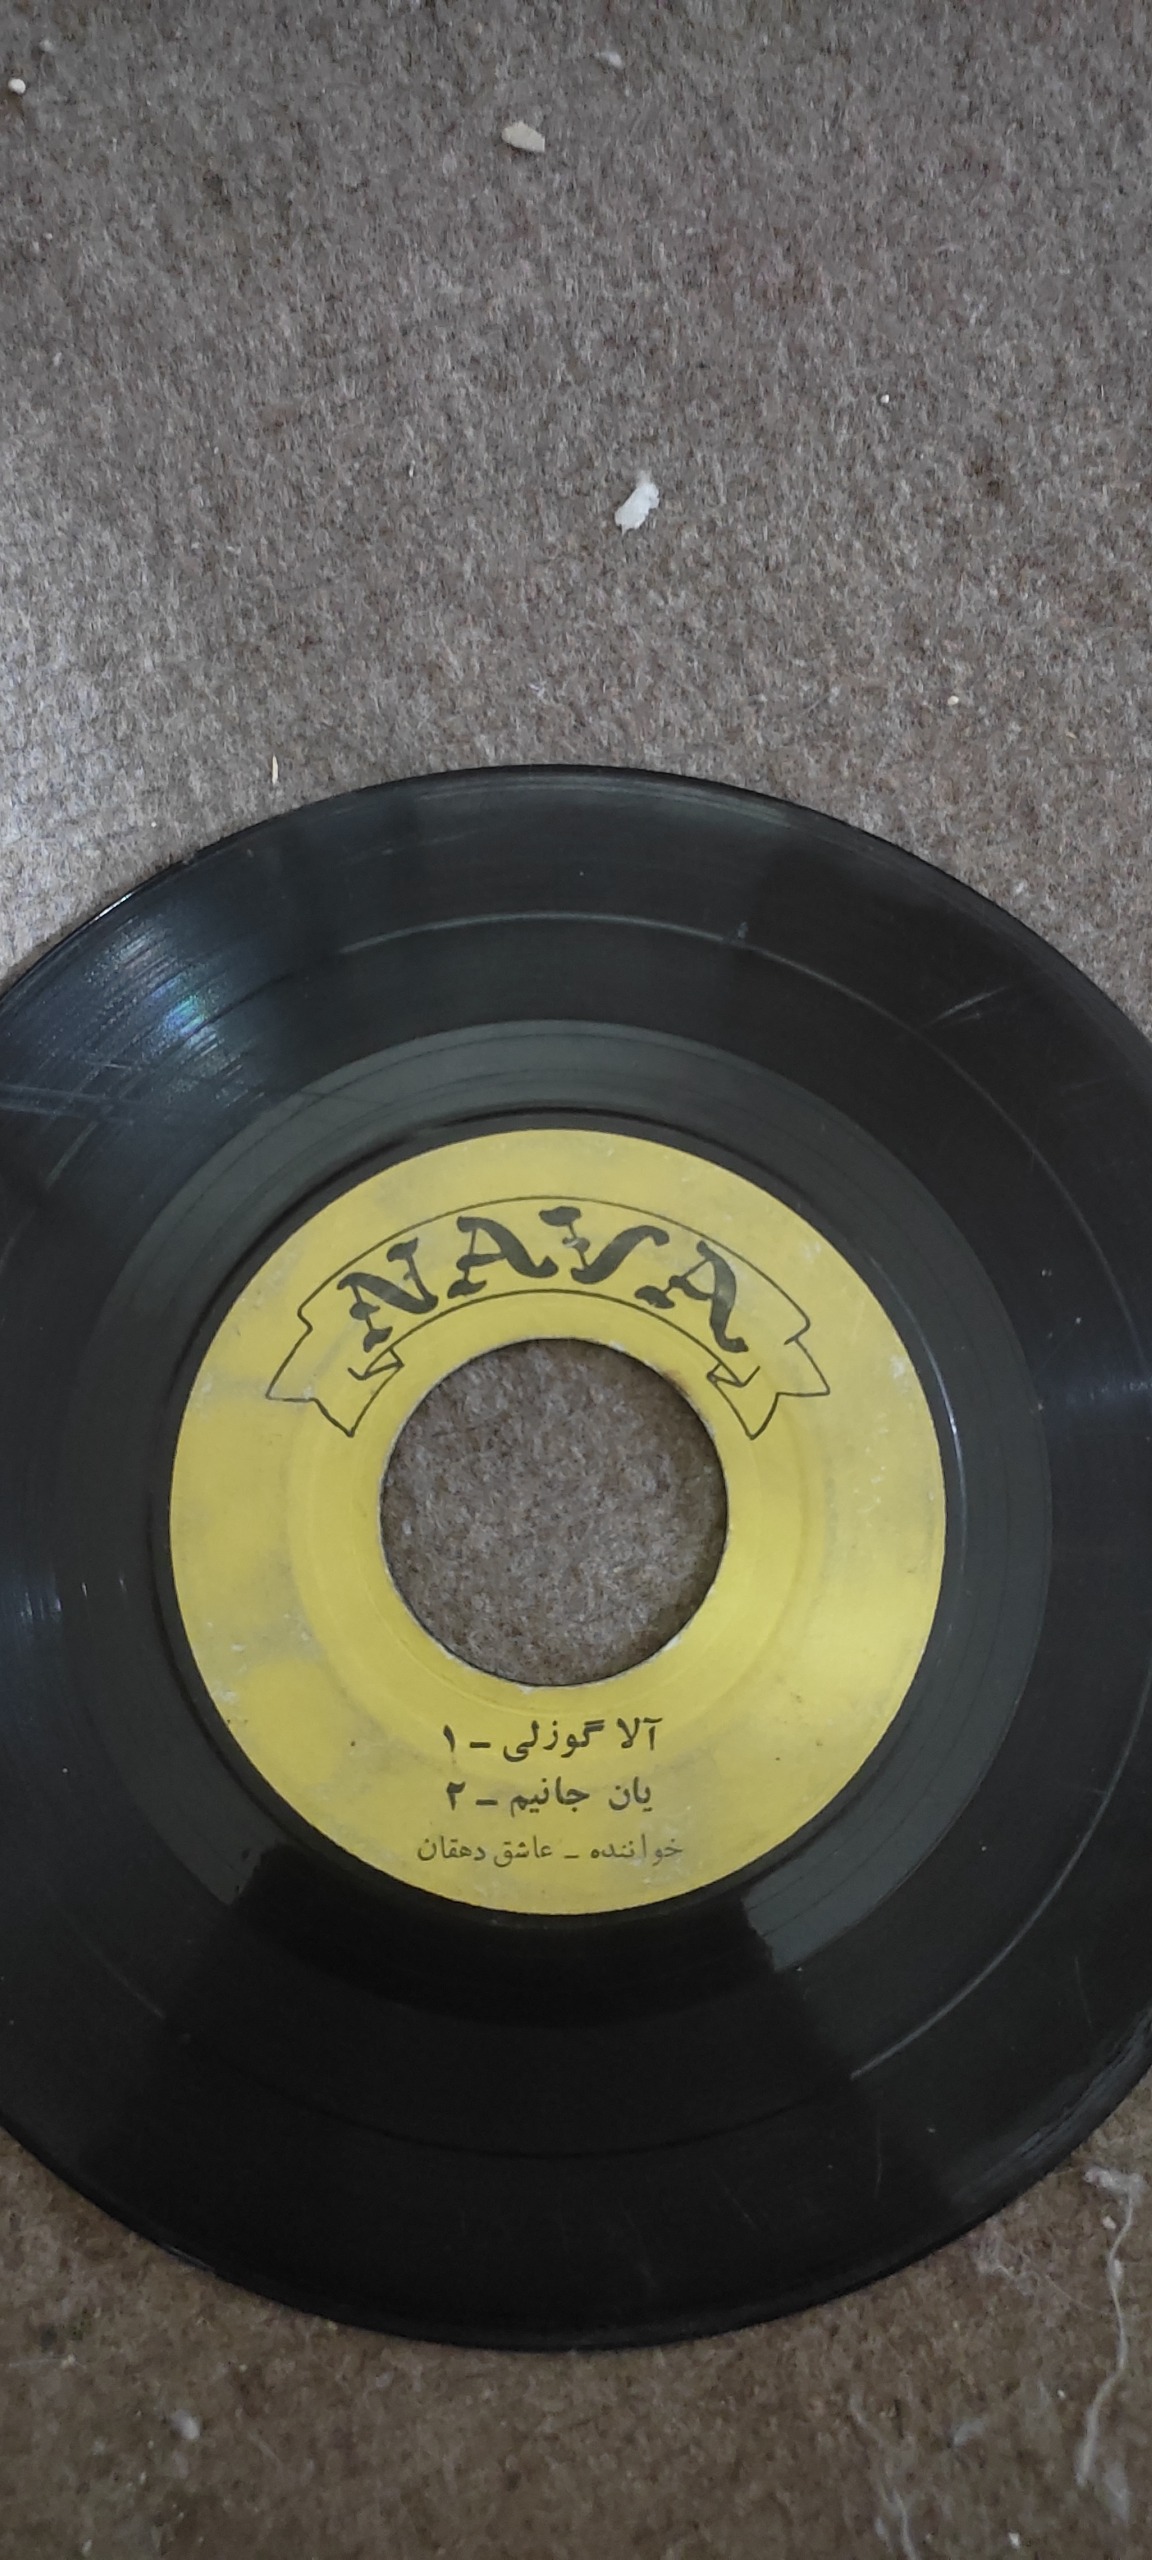 NAVA
آلا گوزلی ـ ۱
یان جانیم ـ ۲
خواننده ـ عاشق دهقان